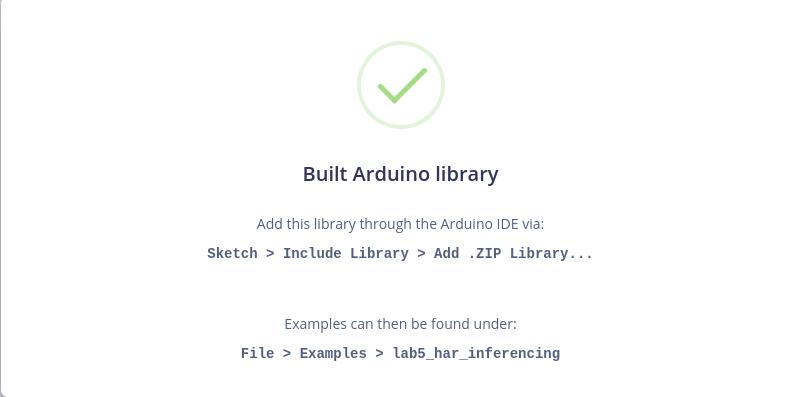 Built Arduino library
Add this library through the Arduino IDE via:
Sketch > Include Library > Add .ZIP Library...
Examples can then be found under:
File > Examples > lab5_har_inferencing